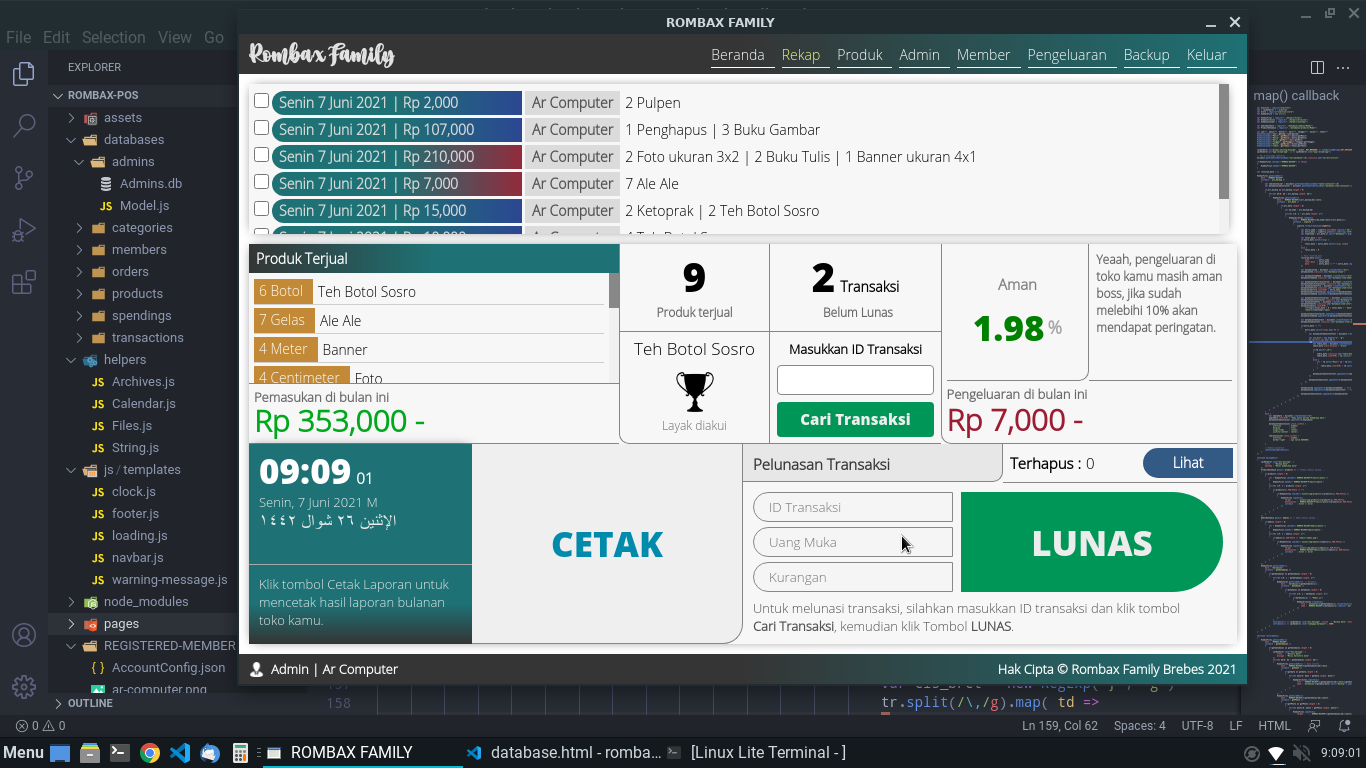 ROMBAX FAMILY
File Edit Selection View Go
Rombax Family
Beranda Rekap Produk Admin Member Pengeluaran Backup Keluar
EXPLORER
ROMBAX-POS
assets
databases
admins
Admins.db
Model.js
categories
members
orders
products
spendings
transactions
helpers
Archives.js
Calendar.js
Files.js
String.js
js / templates
clock.js
footer.js
loading.js
navbar.js
warning-message.js
node_modules
pages
REGISTERED-MEMBER
AccountConfig.json
ar-computer.png
OUTLINE
map() callback
Senin 7 Juni 2021 | Rp 2,000 Ar Computer 2 Pulpen
Senin 7 Juni 2021 | Rp 107,000 Ar Computer 1 Penghapus | 3 Buku Gambar
Senin 7 Juni 2021 | Rp 210,000 Ar Computer 2 Foto ukuran 3x2 | 2 Buku Tulis | 1 Banner ukuran 4x1
Senin 7 Juni 2021 | Rp 7,000 Ar Computer 7 Ale Ale
Senin 7 Juni 2021 | Rp 15,000 Ar Computer 2 Ketoprak | 2 Teh Botol Sosro
Produk Terjual
6 Botol Teh Botol Sosro
7 Gelas Ale Ale
4 Meter Banner
4 Centimeter Foto
Pemasukan di bulan ini
Rp 353,000 -
9
Produk terjual
2 Transaksi
Belum Lunas
Teh Botol Sosro
Layak diakui
Masukkan ID Transaksi
Cari Transaksi
Aman
1.98 %
Yeaah, pengeluaran di
toko kamu masih aman
boss, jika sudah
melebihi 10% akan
mendapat peringatan.
Pengeluaran di bulan ini
Rp 7,000 -
09:09 01
Senin, 7 Juni 2021 M
الإثنين ٢٦ شوال ١٤٤٢
Klik tombol Cetak Laporan untuk
mencetak hasil laporan bulanan
toko kamu.
CETAK
Pelunasan Transaksi
Terhapus : 0
Lihat
ID Transaksi
Uang Muka
Kurangan
LUNAS
Untuk melunasi transaksi, silahkan masukkan ID transaksi dan klik tombol
Cari Transaksi, kemudian klik Tombol LUNAS.
Admin | Ar Computer
Hak Cipta © Rombax Family Brebes 2021
158 tr.split(/\,/g).map( td =>
0 0
Ln 159, Col 62 Spaces: 4 UTF-8 LF HTML
Menu ROMBAX FAMILY database.html - romba... [Linux Lite Terminal - ] 9:09:01